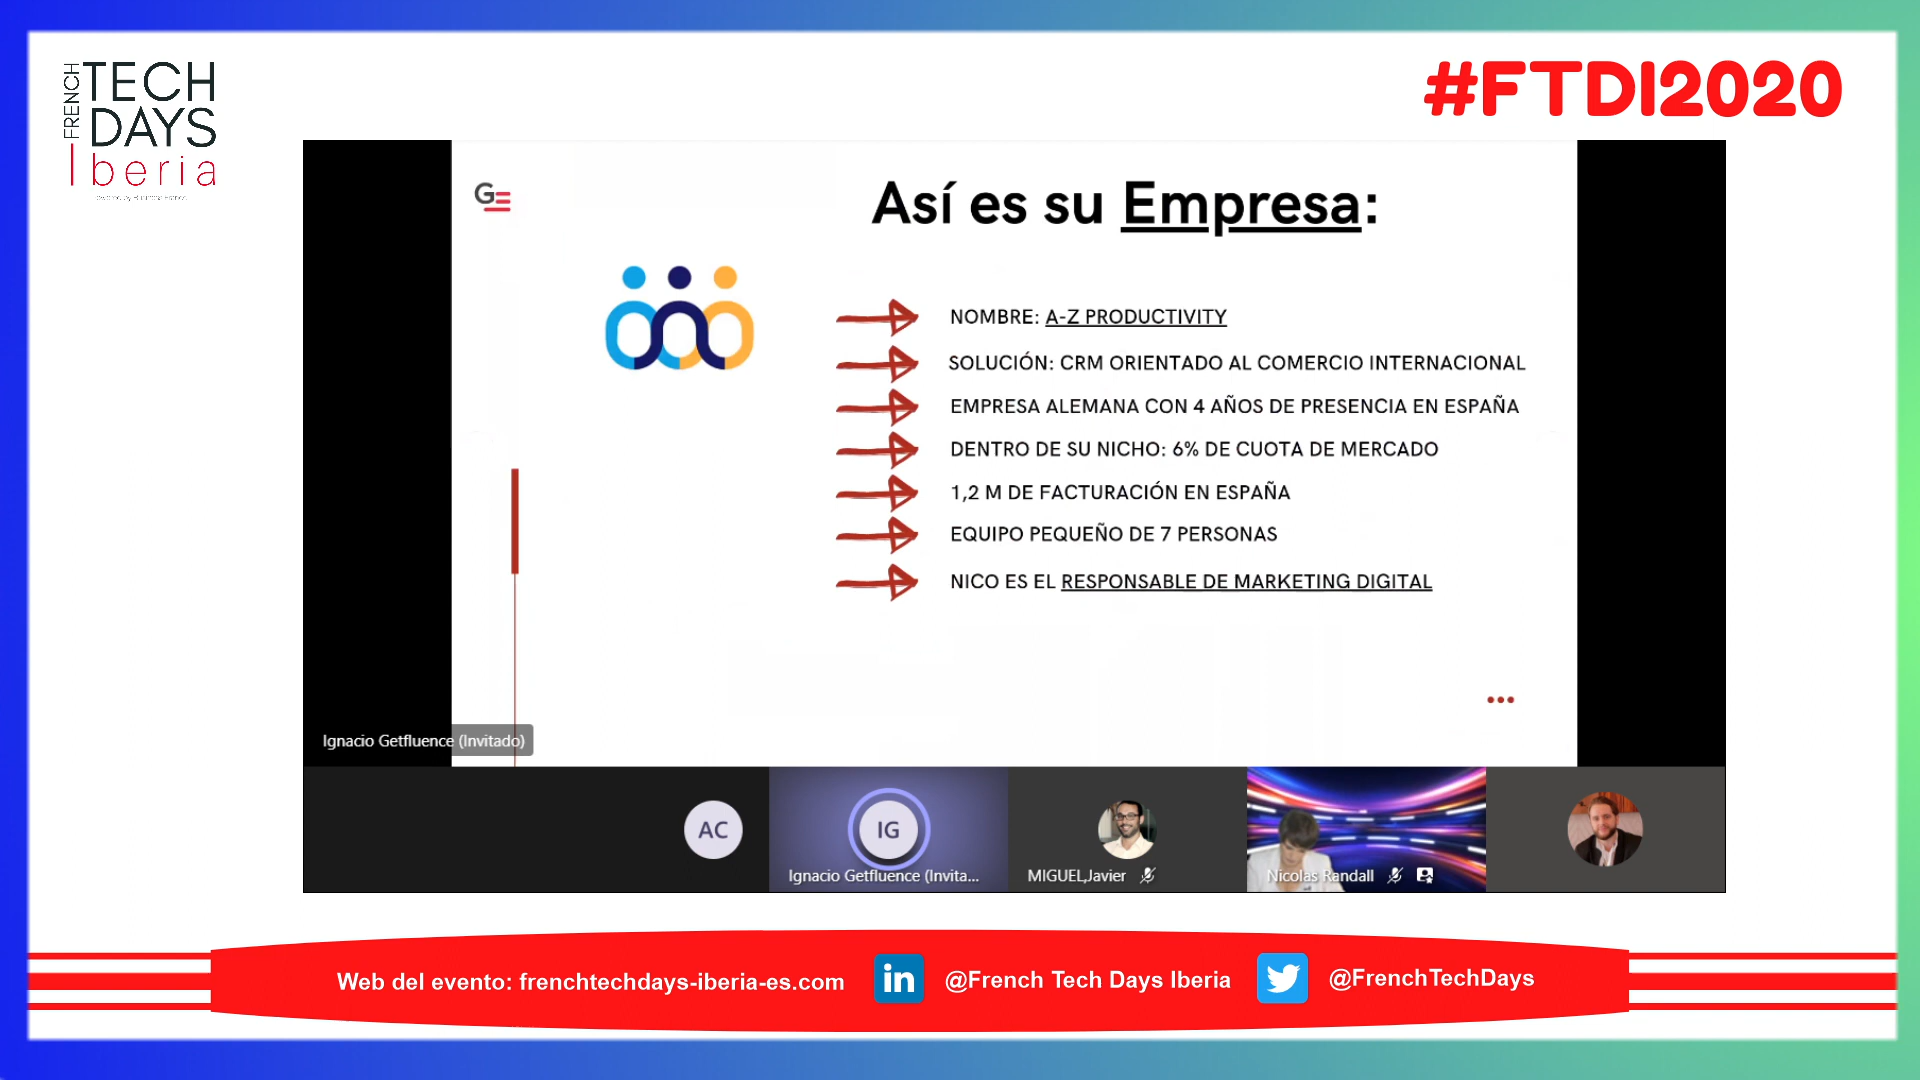 FRENCH
TECH
DAYS
Iberia
#FTDI2020
GE
Así es su Empresa:
NOMBRE: A-Z PRODUCTIVITY
SOLUCIÓN: CRM ORIENTADO AL COMERCIO INTERNACIONAL
EMPRESA ALEMANA CON 4 AÑOS DE PRESENCIA EN ESPAÑA
DENTRO DE SU NICHO: 6% DE CUOTA DE MERCADO
1,2 M DE FACTURACIÓN EN ESPAÑA
EQUIPO PEQUEÑO DE 7 PERSONAS
NICO ES EL RESPONSABLE DE MARKETING DIGITAL
Ignacio Getfluence (Invitado)
AC
IG
Ignacio Getfluence (Invita...
MIGUEL,Javier
Nicolas Randall
Web del evento: frenchtechdays-iberia-es.com
in
@French Tech Days Iberia
@FrenchTechDays